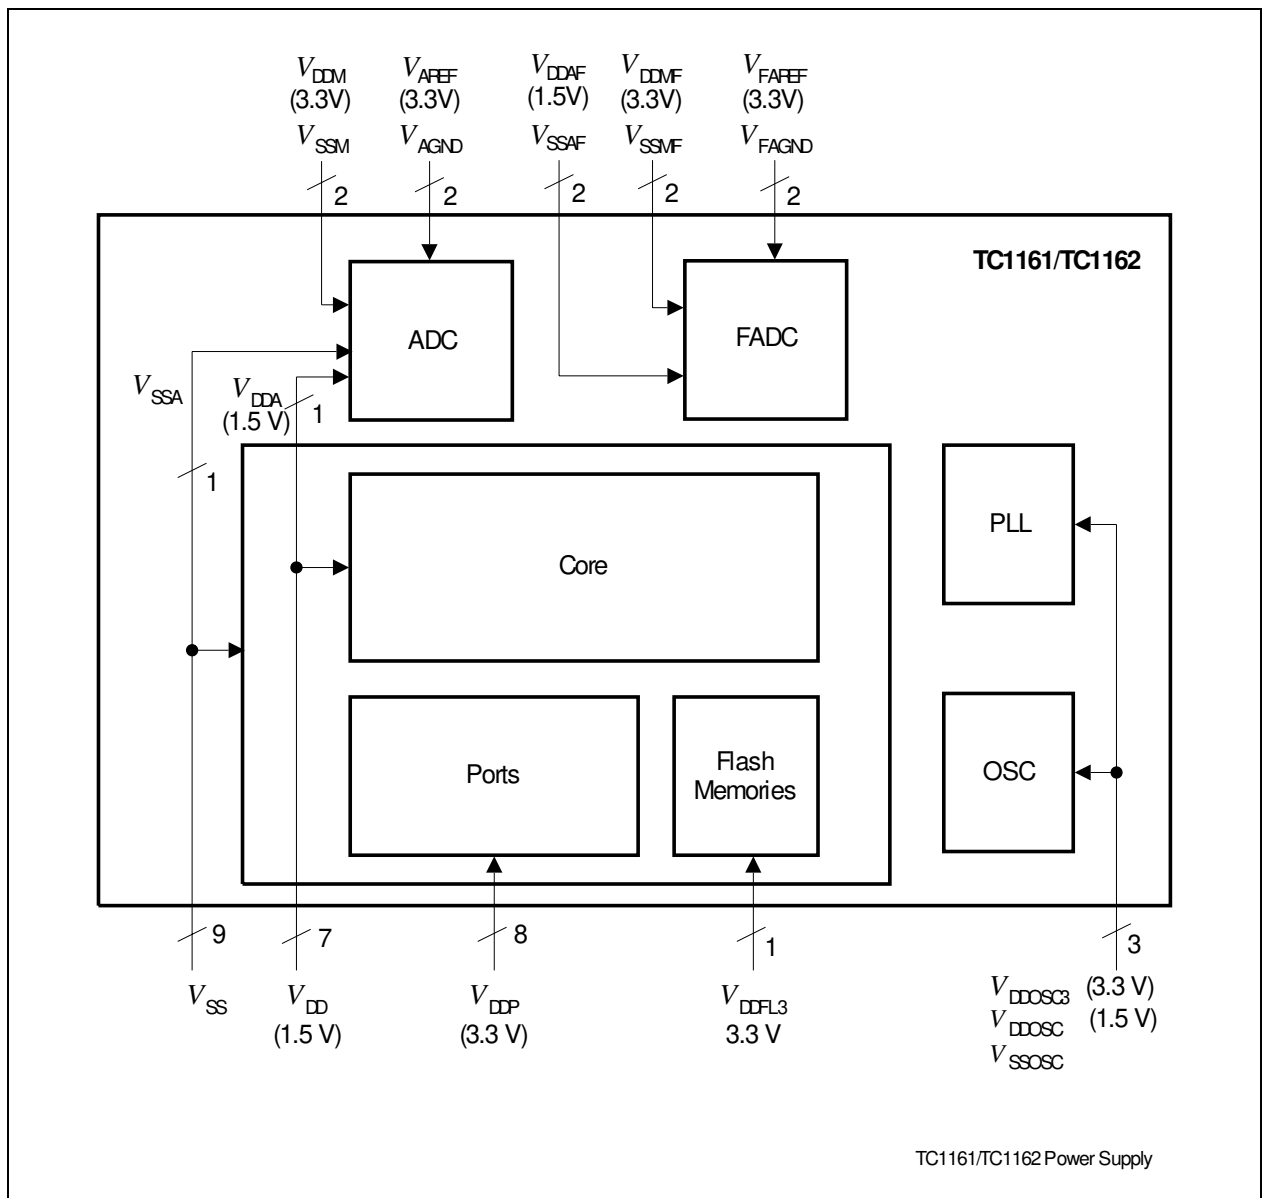 VDDM VAREF VDDAF VDDMF VFAREF
(3.3V) (3.3V) (1.5V) (3.3V) (3.3V)
VSSM VAGND VSSAF VSSMF VFAGND
2 2 2 2 2
TC1161/TC1162
ADC
FADC
VSSA
VDDA
(1.5 V)
1
1
PLL
Core
Ports
Flash
Memories
OSC
9 7 8 1 3
VSS VDD VDDP VDDFL3
(1.5 V) (3.3 V) 3.3 V
VDDOSC3 (3.3 V)
VDDOSC (1.5 V)
VSSOSC
TC1161/TC1162 Power Supply